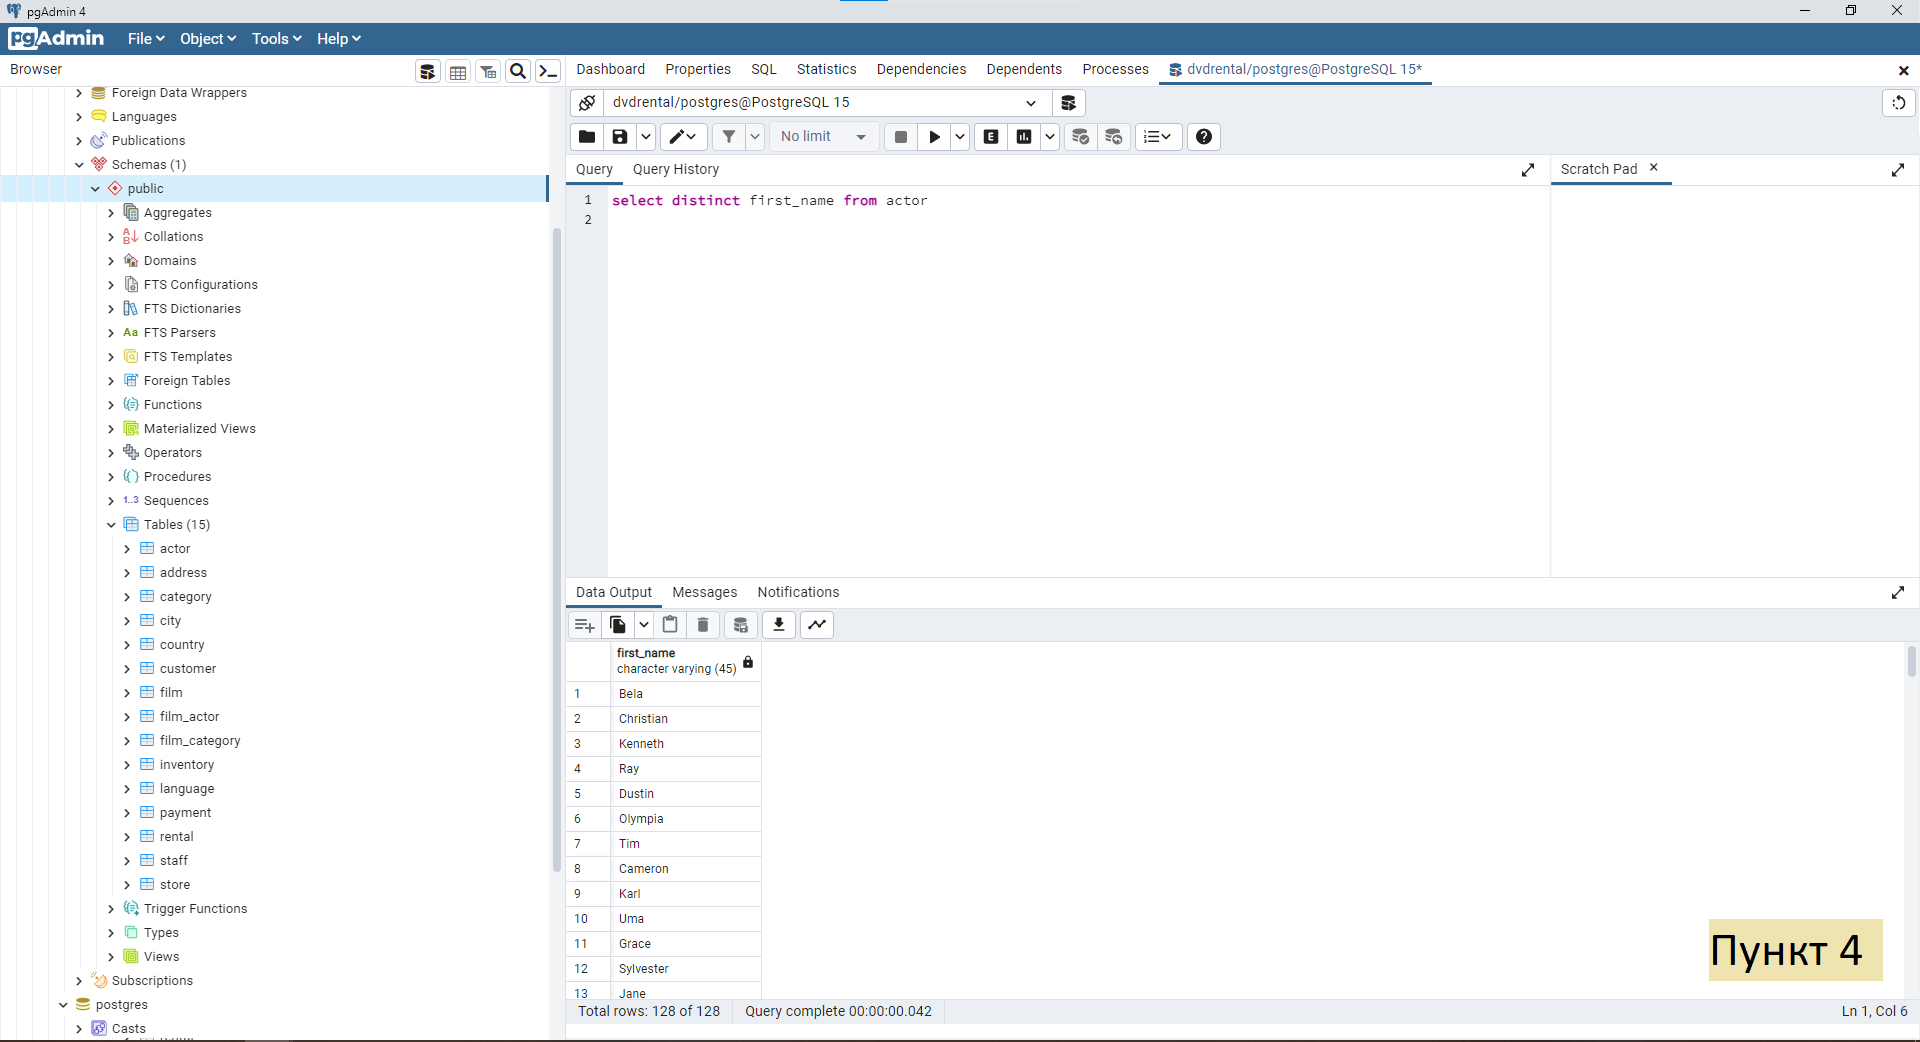 pgAdmin 4
pgAdmin File Object Tools Help
Browser
Dashboard Properties SQL Statistics Dependencies Dependents Processes dvdrental/postgres@PostgreSQL 15*
Foreign Data Wrappers
Languages
Publications
Schemas (1)
public
Aggregates
Collations
Domains
FTS Configurations
FTS Dictionaries
Aa FTS Parsers
FTS Templates
Foreign Tables
Functions
Materialized Views
Operators
Procedures
1..3 Sequences
Tables (15)
actor
address
category
city
country
customer
film
film_actor
film_category
inventory
language
payment
rental
staff
store
Trigger Functions
Types
Views
Subscriptions
postgres
Casts
dvdrental/postgres@PostgreSQL 15
No limit
E
Query Query History
Scratch Pad
1 select distinct first_name from actor
2
Data Output Messages Notifications
first_name
character varying (45)
1 Bela
2 Christian
3 Kenneth
4 Ray
5 Dustin
6 Olympia
7 Tim
8 Cameron
9 Karl
10 Uma
11 Grace
12 Sylvester
13 Jane
Пункт 4
Total rows: 128 of 128 Query complete 00:00:00.042 Ln 1, Col 6